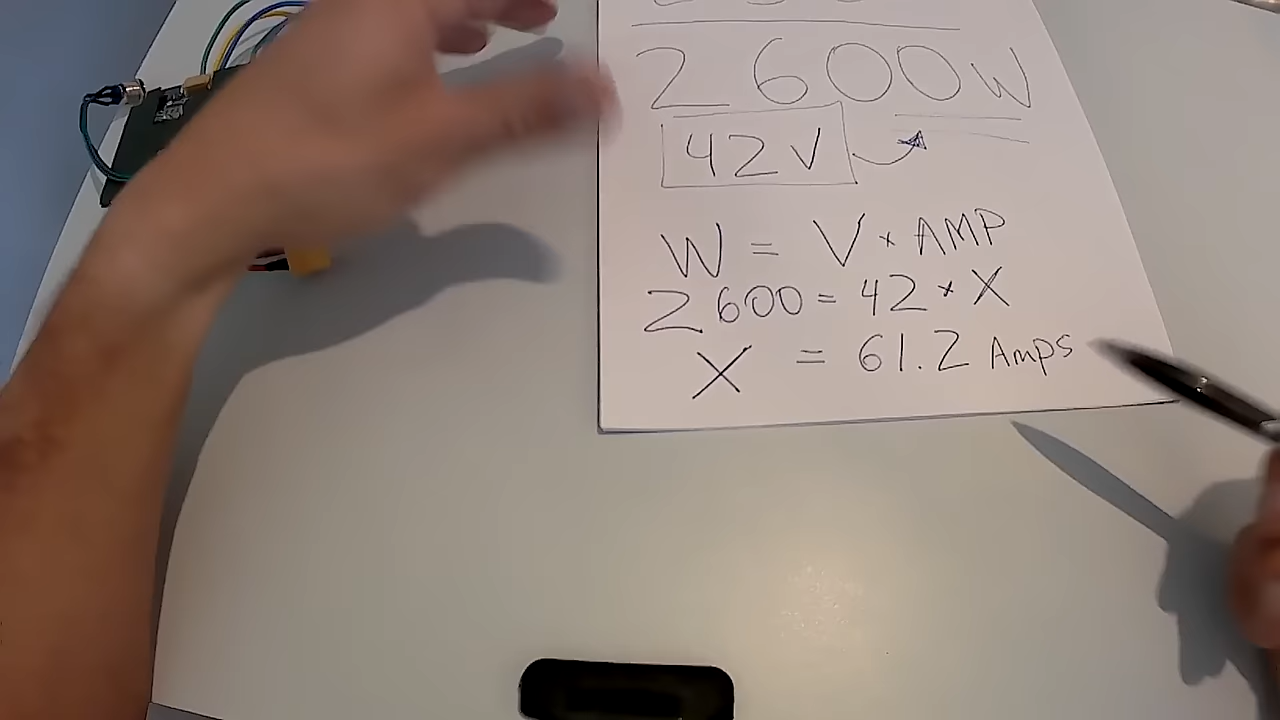 2600W
42V
W = V * AMP
2600 = 42 * X
X = 61.2 Amps